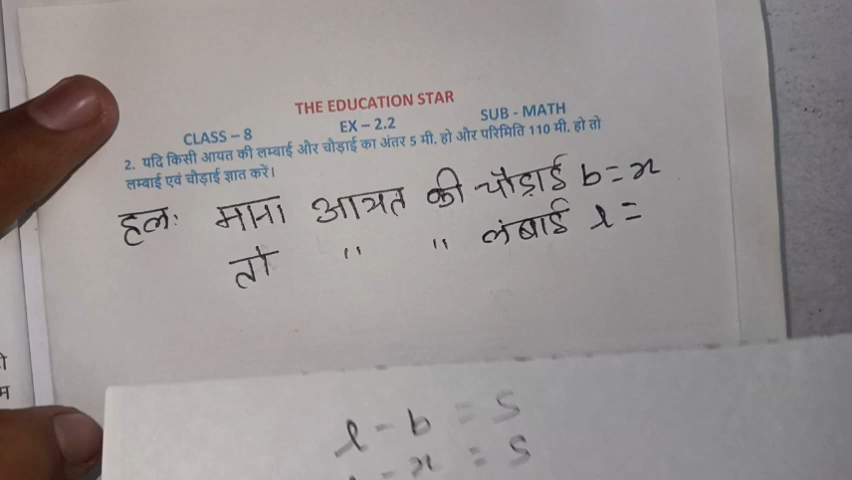 THE EDUCATION STAR
CLASS – 8 EX – 2.2 SUB - MATH
2. यदि किसी आयत की लम्बाई और चौड़ाई का अंतर 5 मी. हो और परिमिति 110 मी. हो तो
लम्बाई एवं चौड़ाई ज्ञात करें।
हल: माना आयत की चौड़ाई b = x
तो " " लंबाई l =
l - b = 5
- x = 5